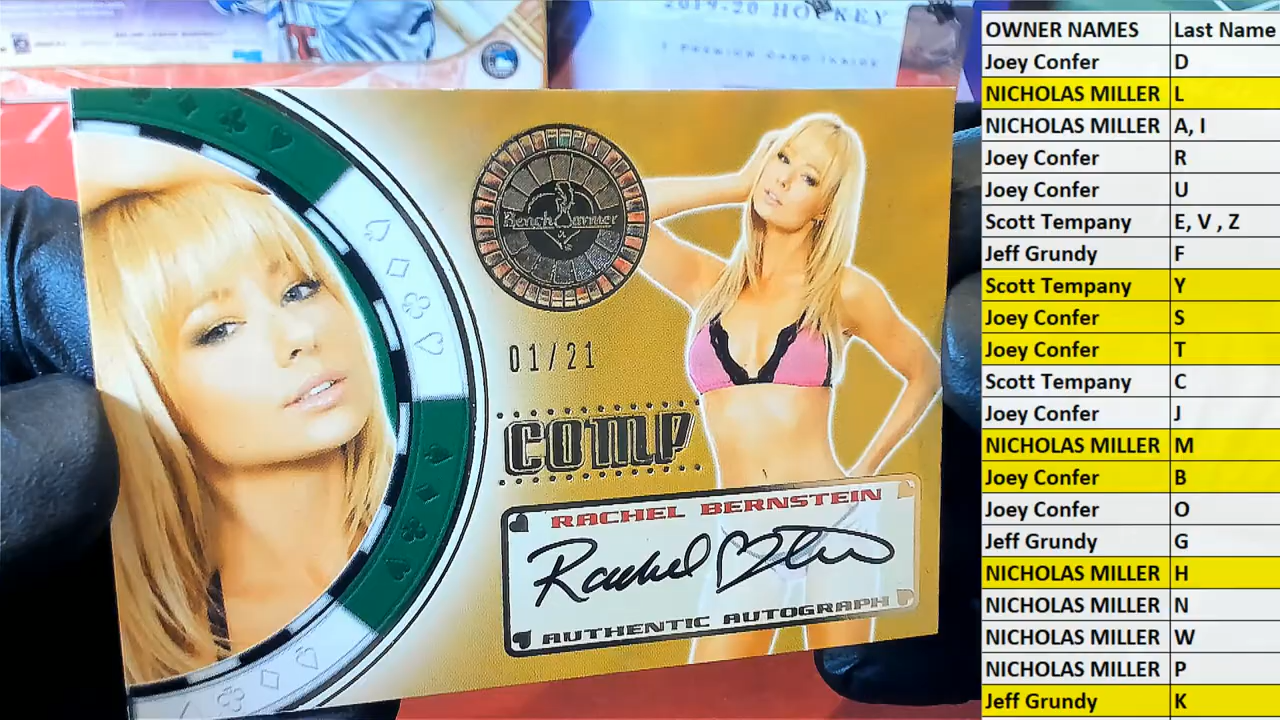 2019-20 HOCKEY
1 PREMIUM CARD INSIDE
BenchWarmer
01/21
COMP
RACHEL BERNSTEIN
Rachel
AUTHENTIC AUTOGRAPH
OWNER NAMES Last Name
Joey Confer D
NICHOLAS MILLER L
NICHOLAS MILLER A, I
Joey Confer R
Joey Confer U
Scott Tempany E, V , Z
Jeff Grundy F
Scott Tempany Y
Joey Confer S
Joey Confer T
Scott Tempany C
Joey Confer J
NICHOLAS MILLER M
Joey Confer B
Joey Confer O
Jeff Grundy G
NICHOLAS MILLER H
NICHOLAS MILLER N
NICHOLAS MILLER W
NICHOLAS MILLER P
Jeff Grundy K